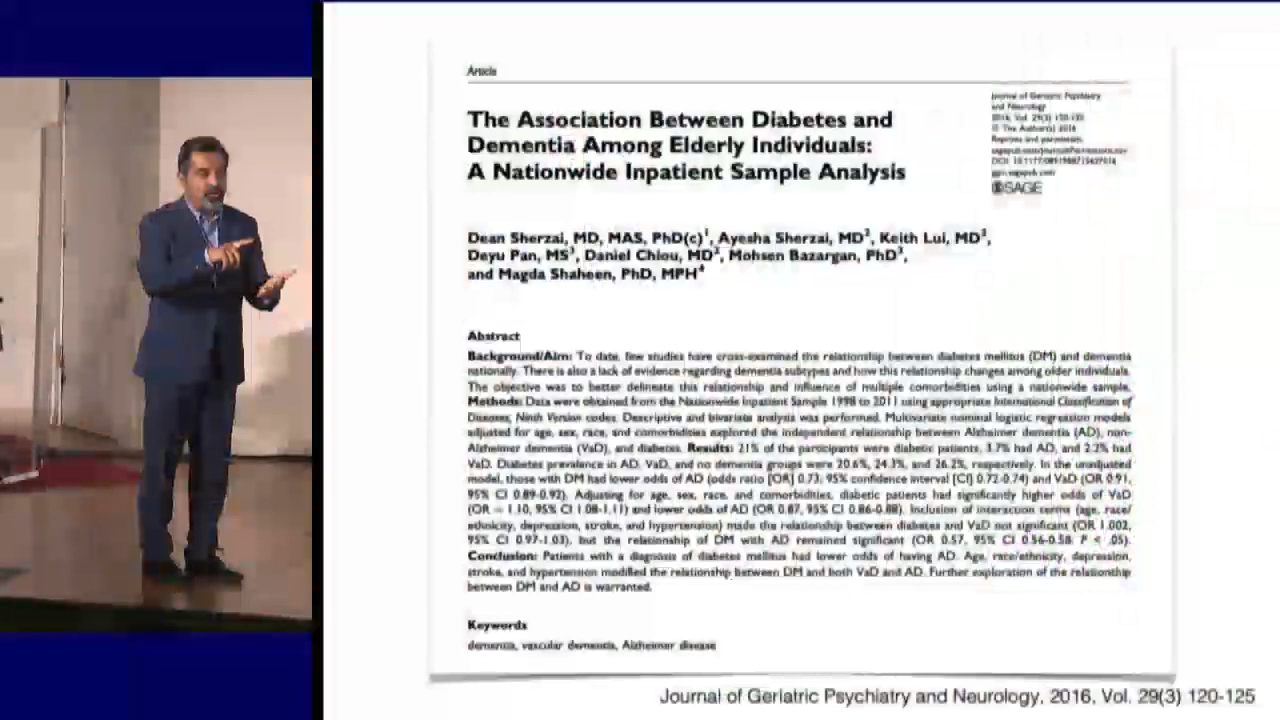 Article
Journal of Geriatric Psychiatry
and Neurology
2016, Vol. 29(3) 120-125
© The Author(s) 2016
Reprints and permission:
DOI: 10.1177/0891988715627016
SAGE
The Association Between Diabetes and
Dementia Among Elderly Individuals:
A Nationwide Inpatient Sample Analysis
Dean Sherzai, MD, MAS, PhD(c)1, Ayesha Sherzai, MD2, Keith Lui, MD2,
Deyu Pan, MS3, Daniel Chiou, MD2, Mohsen Bazargan, PhD3,
and Magda Shaheen, PhD, MPH4
Abstract
Background/Aim: To date, few studies have cross-examined the relationship between diabetes mellitus (DM) and dementia
nationally. There is also a lack of evidence regarding dementia subtypes and how this relationship changes among older individuals.
The objective was to better delineate this relationship and influence of multiple comorbidities using a nationwide sample.
Methods: Data were obtained from the Nationwide Inpatient Sample 1998 to 2011 using appropriate International Classification of
Diseases, Ninth Version codes. Descriptive and bivariate analysis was performed. Multivariate nominal logistic regression models
adjusted for age, sex, race, and comorbidities explored the independent relationship between Alzheimer dementia (AD), non-
Alzheimer dementia (VaD), and diabetes. Results: 21% of the participants were diabetic patients, 3.7% had AD, and 2.2% had
VaD. Diabetes prevalence in AD, VaD, and no dementia groups were 20.6%, 24.3%, and 26.2%, respectively. In the unadjusted
model, those with DM had lower odds of AD (odds ratio [OR] 0.73; 95% confidence interval [CI] 0.72-0.74) and VaD (OR 0.91,
95% CI 0.89-0.92). Adjusting for age, sex, race, and comorbidities, diabetic patients had significantly higher odds of VaD
(OR = 1.10, 95% CI 1.08-1.11) and lower odds of AD (OR 0.87, 95% CI 0.86-0.88). Inclusion of interaction terms (age, race/
ethnicity, depression, stroke, and hypertension) made the relationship between diabetes and VaD not significant (OR 1.002,
95% CI 0.97-1.03), but the relationship of DM with AD remained significant (OR 0.57, 95% CI 0.56-0.58; P < .05).
Conclusion: Patients with a diagnosis of diabetes mellitus had lower odds of having AD. Age, race/ethnicity, depression,
stroke, and hypertension modified the relationship between DM and both VaD and AD. Further exploration of the relationship
between DM and AD is warranted.
Keywords
dementia, vascular dementia, Alzheimer disease
Journal of Geriatric Psychiatry and Neurology, 2016, Vol. 29(3) 120-125